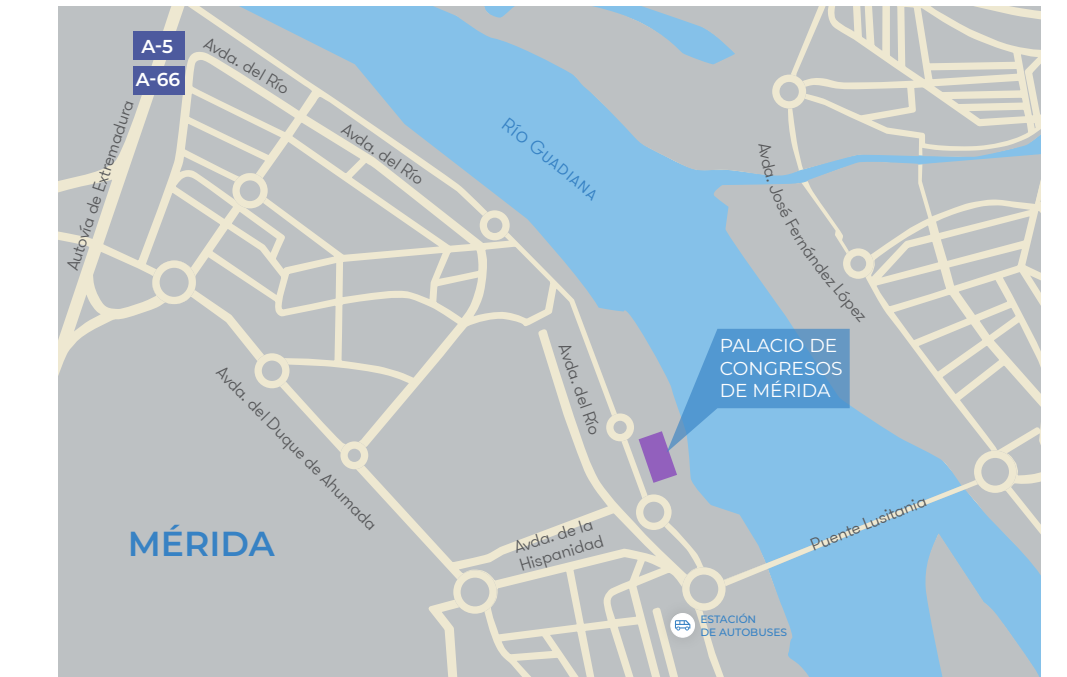 A-5
A-66
Avda. del Río
Autovía de Extremadura
Avda. del Río
RÍO GUADIANA
Avda. José Fernández López
PALACIO DE
CONGRESOS
DE MÉRIDA
Avda. del Río
Avda. del Duque de Ahumada
MÉRIDA
Avda. de la
Hispanidad
Puente Lusitania
ESTACIÓN
DE AUTOBUSES